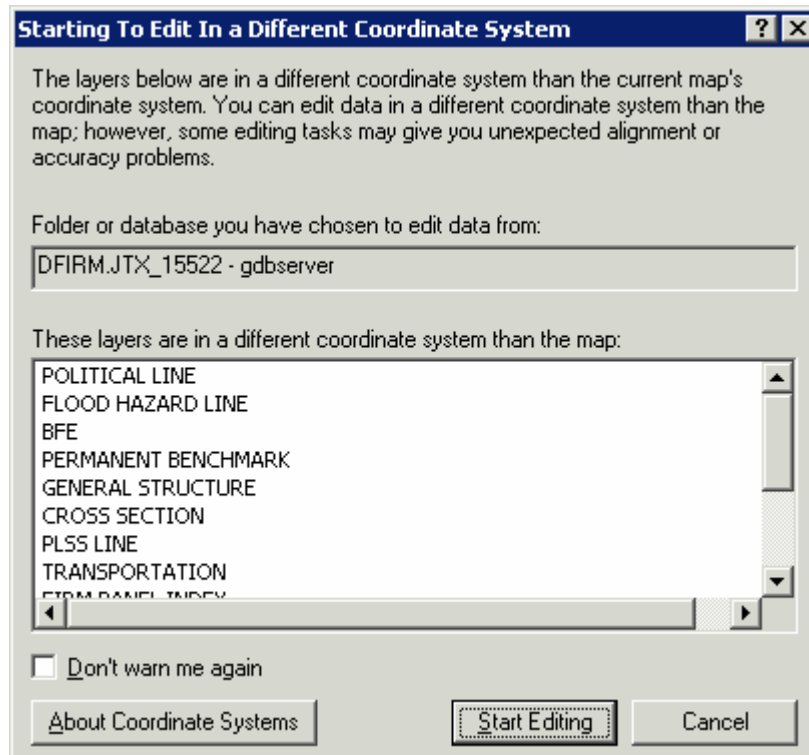 Starting To Edit In a Different Coordinate System
The layers below are in a different coordinate system than the current map's
coordinate system. You can edit data in a different coordinate system than the
map; however, some editing tasks may give you unexpected alignment or
accuracy problems.
Folder or database you have chosen to edit data from:
DFIRM.JTX_15522 - gdbserver
These layers are in a different coordinate system than the map:
POLITICAL LINE
FLOOD HAZARD LINE
BFE
PERMANENT BENCHMARK
GENERAL STRUCTURE
CROSS SECTION
PLSS LINE
TRANSPORTATION
FIRM PANEL INDEX
Don't warn me again
About Coordinate Systems Start Editing Cancel